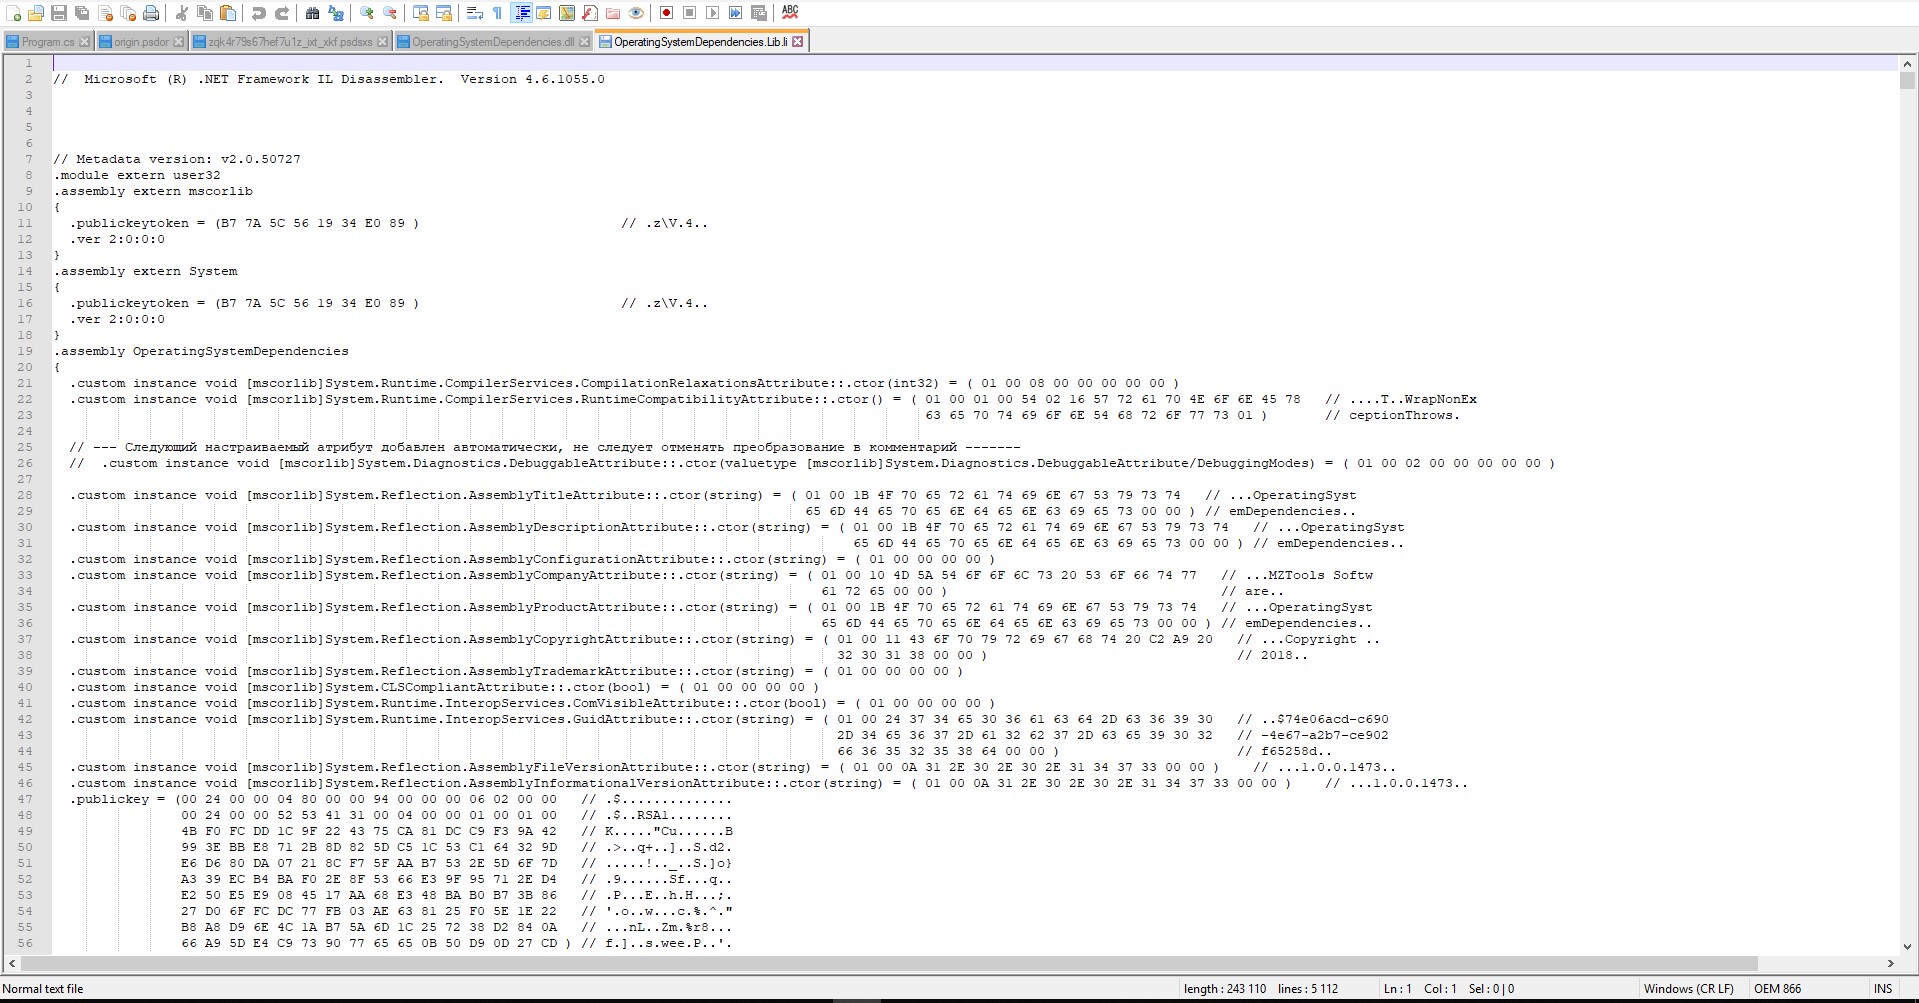 Program.cs
origin.psdor
zqk4r79s67hef7u1z_ixt_xkf.psdsxs
OperatingSystemDependencies.dll
OperatingSystemDependencies.Lib.li
1
2 //  Microsoft (R) .NET Framework IL Disassembler.  Version 4.6.1055.0
3
4
5
6
7 // Metadata version: v2.0.50727
8 .module extern user32
9 .assembly extern mscorlib
10 {
11   .publickeytoken = (B7 7A 5C 56 19 34 E0 89 )                         // .z\V.4..
12   .ver 2:0:0:0
13 }
14 .assembly extern System
15 {
16   .publickeytoken = (B7 7A 5C 56 19 34 E0 89 )                         // .z\V.4..
17   .ver 2:0:0:0
18 }
19 .assembly OperatingSystemDependencies
20 {
21   .custom instance void [mscorlib]System.Runtime.CompilerServices.CompilationRelaxationsAttribute::.ctor(int32) = ( 01 00 08 00 00 00 00 00 )
22   .custom instance void [mscorlib]System.Runtime.CompilerServices.RuntimeCompatibilityAttribute::.ctor() = ( 01 00 01 00 54 02 16 57 72 61 70 4E 6F 6E 45 78   // ....T..WrapNonEx
23   63 65 70 74 69 6F 6E 54 68 72 6F 77 73 01 )       // ceptionThrows.
24
25   // --- Следующий настраиваемый атрибут добавлен автоматически, не следует отменять преобразование в комментарий -------
26   //  .custom instance void [mscorlib]System.Diagnostics.DebuggableAttribute::.ctor(valuetype [mscorlib]System.Diagnostics.DebuggableAttribute/DebuggingModes) = ( 01 00 02 00 00 00 00 00 )
27
28   .custom instance void [mscorlib]System.Reflection.AssemblyTitleAttribute::.ctor(string) = ( 01 00 1B 4F 70 65 72 61 74 69 6E 67 53 79 73 74   // ...OperatingSyst
29   65 6D 44 65 70 65 6E 64 65 6E 63 69 65 73 00 00 ) // emDependencies..
30   .custom instance void [mscorlib]System.Reflection.AssemblyDescriptionAttribute::.ctor(string) = ( 01 00 1B 4F 70 65 72 61 74 69 6E 67 53 79 73 74   // ...OperatingSyst
31   65 6D 44 65 70 65 6E 64 65 6E 63 69 65 73 00 00 ) // emDependencies..
32   .custom instance void [mscorlib]System.Reflection.AssemblyConfigurationAttribute::.ctor(string) = ( 01 00 00 00 00 )
33   .custom instance void [mscorlib]System.Reflection.AssemblyCompanyAttribute::.ctor(string) = ( 01 00 10 4D 5A 54 6F 6F 6C 73 20 53 6F 66 74 77   // ...MZTools Softw
34   61 72 65 00 00 )                                  // are..
35   .custom instance void [mscorlib]System.Reflection.AssemblyProductAttribute::.ctor(string) = ( 01 00 1B 4F 70 65 72 61 74 69 6E 67 53 79 73 74   // ...OperatingSyst
36   65 6D 44 65 70 65 6E 64 65 6E 63 69 65 73 00 00 ) // emDependencies..
37   .custom instance void [mscorlib]System.Reflection.AssemblyCopyrightAttribute::.ctor(string) = ( 01 00 11 43 6F 70 79 72 69 67 68 74 20 C2 A9 20   // ...Copyright ..
38   32 30 31 38 00 00 )                               // 2018..
39   .custom instance void [mscorlib]System.Reflection.AssemblyTrademarkAttribute::.ctor(string) = ( 01 00 00 00 00 )
40   .custom instance void [mscorlib]System.CLSCompliantAttribute::.ctor(bool) = ( 01 00 00 00 00 )
41   .custom instance void [mscorlib]System.Runtime.InteropServices.ComVisibleAttribute::.ctor(bool) = ( 01 00 00 00 00 )
42   .custom instance void [mscorlib]System.Runtime.InteropServices.GuidAttribute::.ctor(string) = ( 01 00 24 37 34 65 30 36 61 63 64 2D 63 36 39 30   // ..$74e06acd-c690
43   2D 34 65 36 37 2D 61 32 62 37 2D 63 65 39 30 32   // -4e67-a2b7-ce902
44   66 36 35 32 35 38 64 00 00 )                      // f65258d..
45   .custom instance void [mscorlib]System.Reflection.AssemblyFileVersionAttribute::.ctor(string) = ( 01 00 0A 31 2E 30 2E 30 2E 31 34 37 33 00 00 )    // ...1.0.0.1473..
46   .custom instance void [mscorlib]System.Reflection.AssemblyInformationalVersionAttribute::.ctor(string) = ( 01 00 0A 31 2E 30 2E 30 2E 31 34 37 33 00 00 )    // ...1.0.0.1473..
47   .publickey = (00 24 00 00 04 80 00 00 94 00 00 00 06 02 00 00   // .$..............
48   00 24 00 00 52 53 41 31 00 04 00 00 01 00 01 00   // .$..RSA1........
49   4B F0 FC DD 1C 9F 22 43 75 CA 81 DC C9 F3 9A 42   // K....."Cu......B
50   99 3E BB E8 71 2B 8D 82 5D C5 1C 53 C1 64 32 9D   // .>..q+..]..S.d2.
51   E6 D6 80 DA 07 21 8C F7 5F AA B7 53 2E 5D 6F 7D   // .....!.._..S.]o}
52   A3 39 EC B4 BA F0 2E 8F 53 66 E3 9F 95 71 2E D4   // .9......Sf...q..
53   E2 50 E5 E9 08 45 17 AA 68 E3 48 BA B0 B7 3B 86   // .P...E..h.H...;.
54   27 D0 6F FC DC 77 FB 03 AE 63 81 25 F0 5E 1E 22   // '.o..w...c.%.^."
55   B8 A8 D9 6E 4C 1A B7 5A 6D 1C 25 72 38 D2 84 0A   // ...nL..Zm.%r8...
56   66 A9 5D E4 C9 73 90 77 65 65 0B 50 D9 0D 27 CD ) // f.]..s.wee.P..'.
Normal text file
length : 243 110    lines : 5 112
Ln : 1    Col : 1    Sel : 0 | 0
Windows (CR LF)
OEM 866
INS
ABC